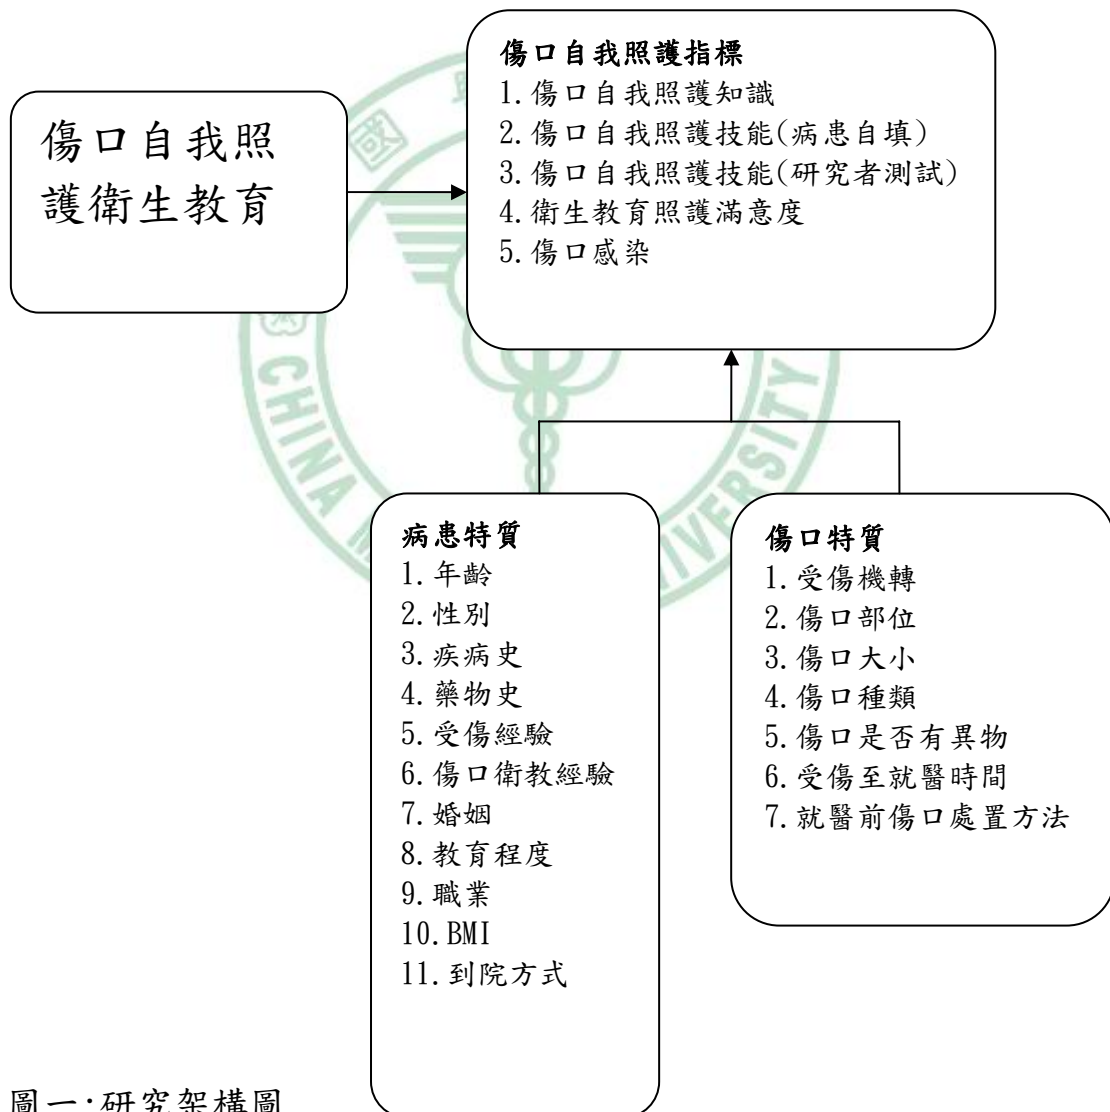 傷口自我照
護衛生教育
傷口自我照護指標
1.傷口自我照護知識
2.傷口自我照護技能(病患自填)
3.傷口自我照護技能(研究者測試)
4.衛生教育照護滿意度
5.傷口感染
病患特質
1.年齡
2.性別
3.疾病史
4.藥物史
5.受傷經驗
6.傷口衛教經驗
7.婚姻
8.教育程度
9.職業
10.BMI
11.到院方式
傷口特質
1.受傷機轉
2.傷口部位
3.傷口大小
4.傷口種類
5.傷口是否有異物
6.受傷至就醫時間
7.就醫前傷口處置方法
圖一:研究架構圖
國
CHINA
UNIVERSITY